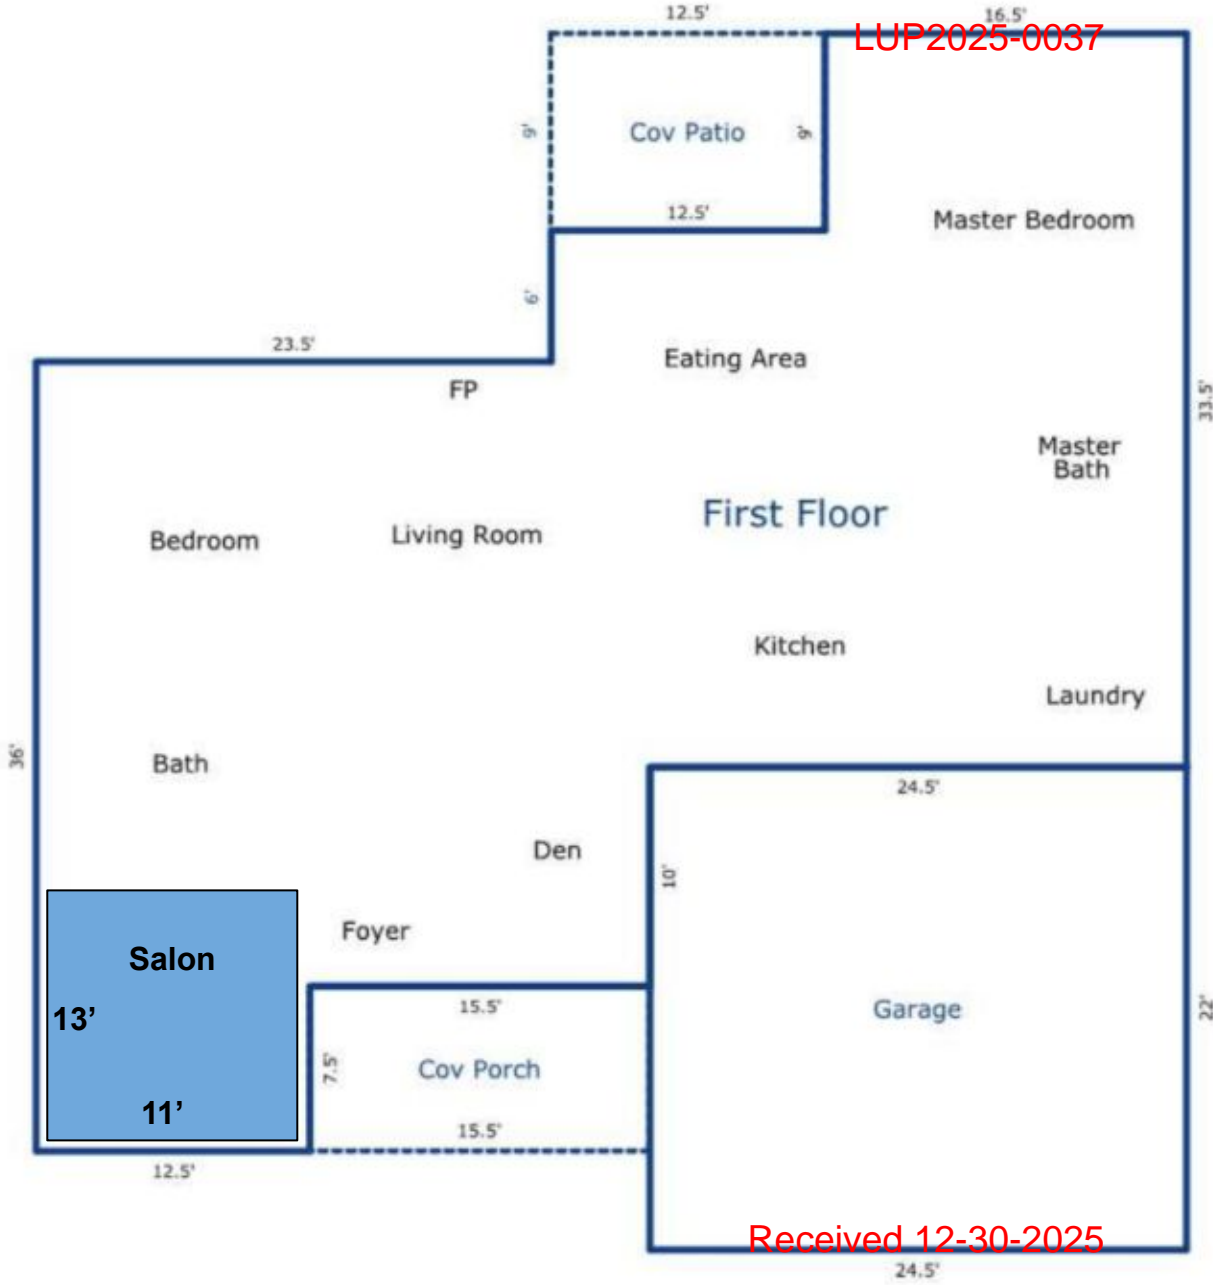 12.5'
16.5'
LUP2025-0037
9'
Cov Patio
9'
12.5'
Master Bedroom
6'
23.5'
Eating Area
FP
33.5'
Master
Bath
First Floor
Bedroom
Living Room
Kitchen
Laundry
36'
Bath
24.5'
Den
10'
Foyer
Salon
13’
11’
15.5'
7.5'
Cov Porch
15.5'
Garage
22'
12.5'
Received 12-30-2025
24.5'